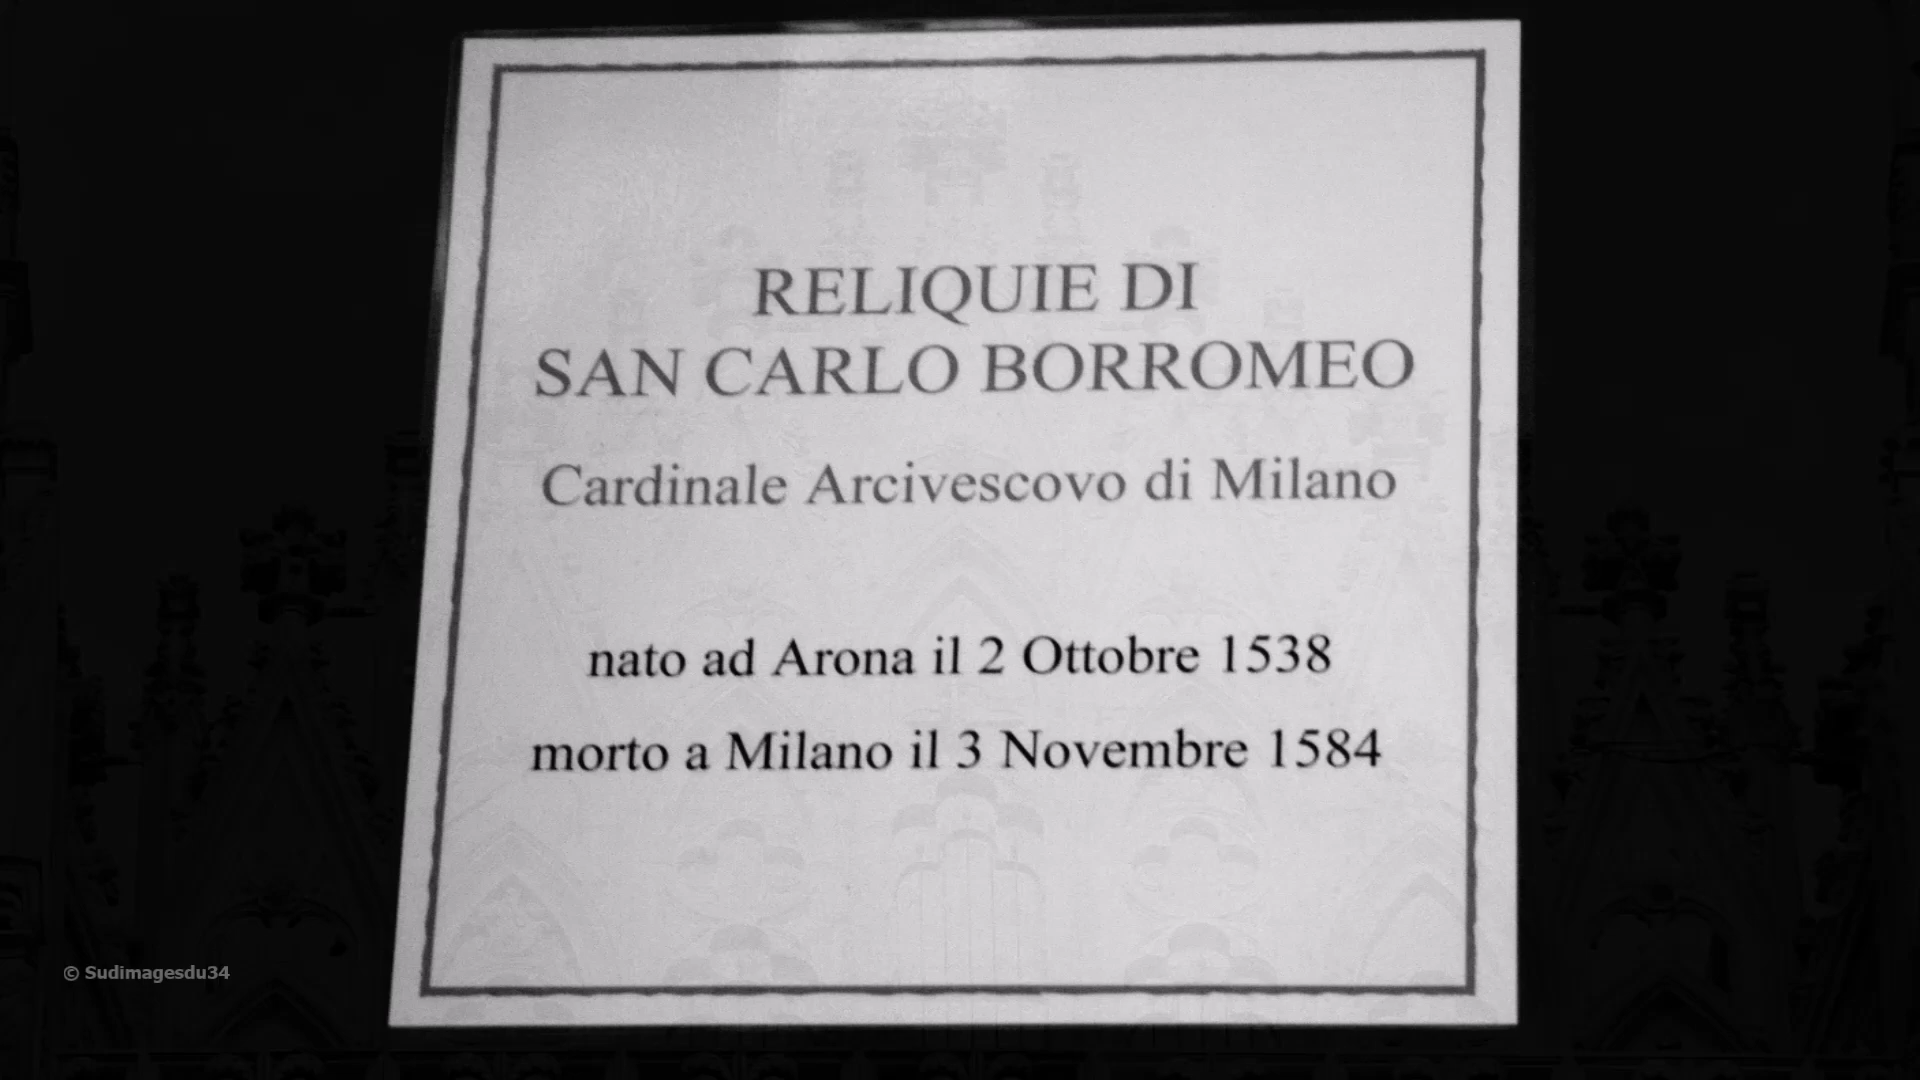 RELIQUIE DI
SAN CARLO BORROMEO
Cardinale Arcivescovo di Milano
nato ad Arona il 2 Ottobre 1538
morto a Milano il 3 Novembre 1584
© Sudimagesdu34